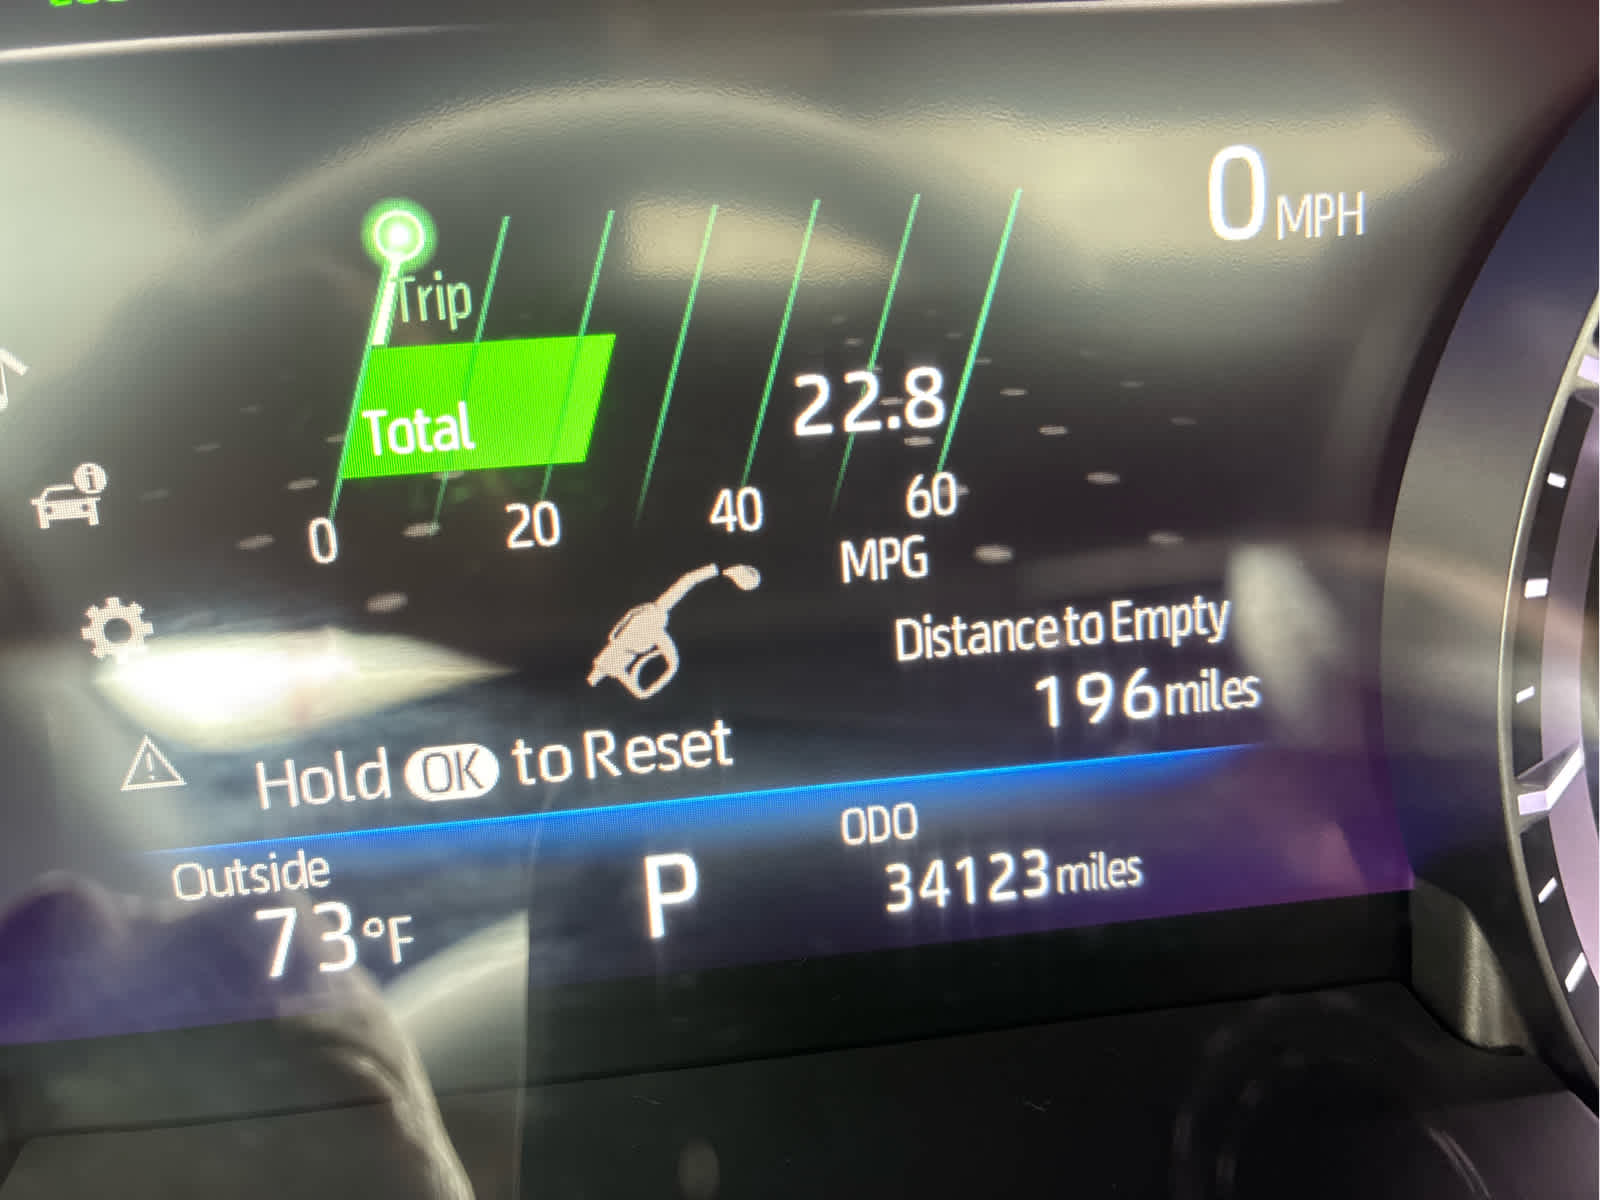 0 MPH
Trip
Total
22.8
0 20 40 60
MPG
Distance to Empty
196 miles
Hold OK to Reset
Outside
73°F
P
ODO
34123 miles